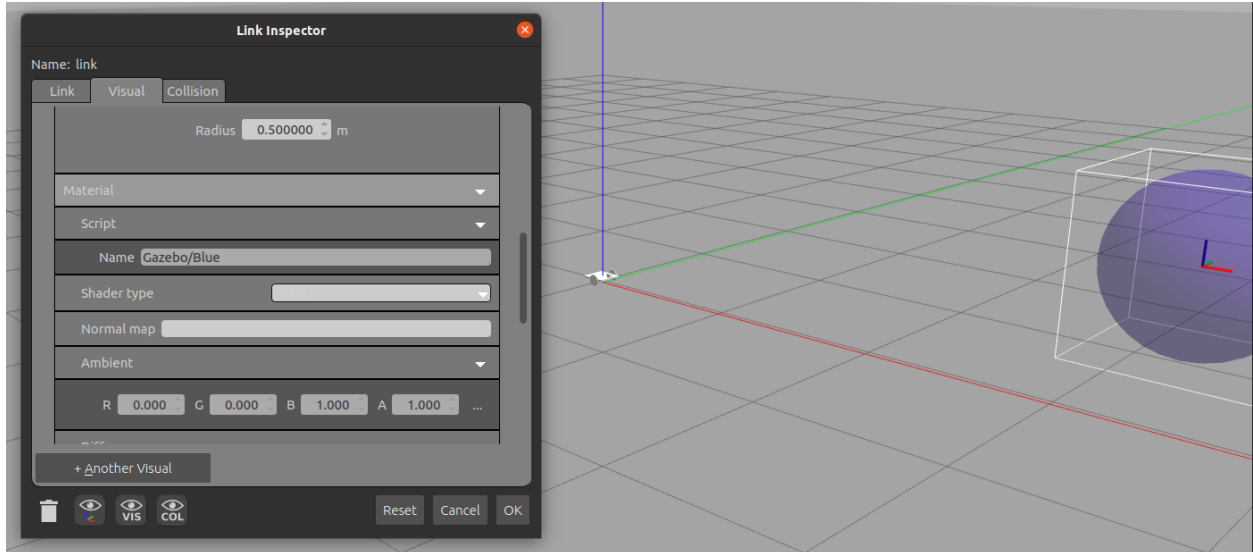 Link Inspector
Name: link
Link Visual Collision
Radius 0.500000 m
Material
Script
Name Gazebo/Blue
Shader type
Normal map
Ambient
R 0.000 G 0.000 B 1.000 A 1.000 ...
+ Another Visual
VIS COL Reset Cancel OK